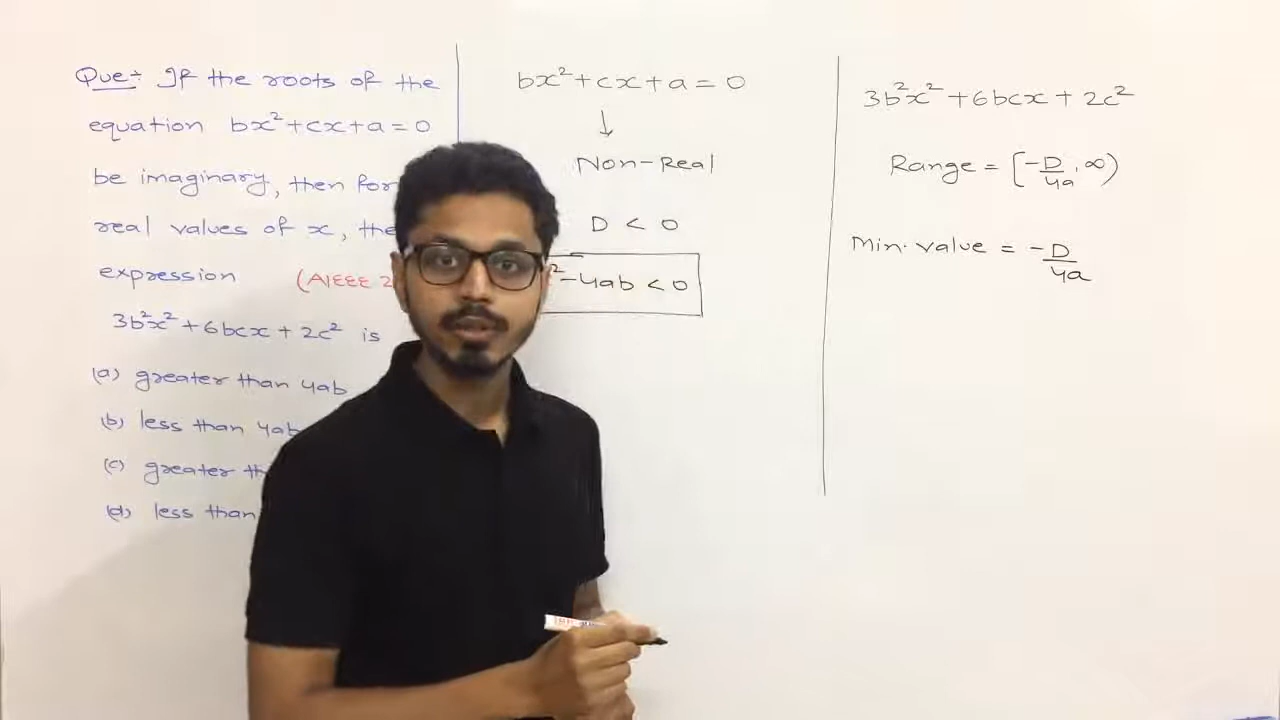 Que:- If the roots of the
equation bx²+cx+a=0
be imaginary, then for
real values of x, the
expression (AIEEE 2
3b²x²+6bcx+2c² is
(a) greater than 4ab
(b) less than 4ab
(c) greater
(d) less than
bx²+cx+a=0
↓
Non-Real
D < 0
²-4ab < 0
3b²x²+6bcx+2c²
Range = [-D/4a, ∞)
Min. value = -D/4a